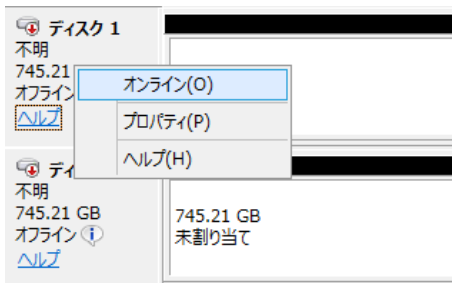 ディスク 1
不明
745.21
オフライン
ヘルプ
オンライン(O)
プロパティ(P)
ヘルプ(H)
ディ
不明
745.21 GB
オフライン
ヘルプ
745.21 GB
未割り当て